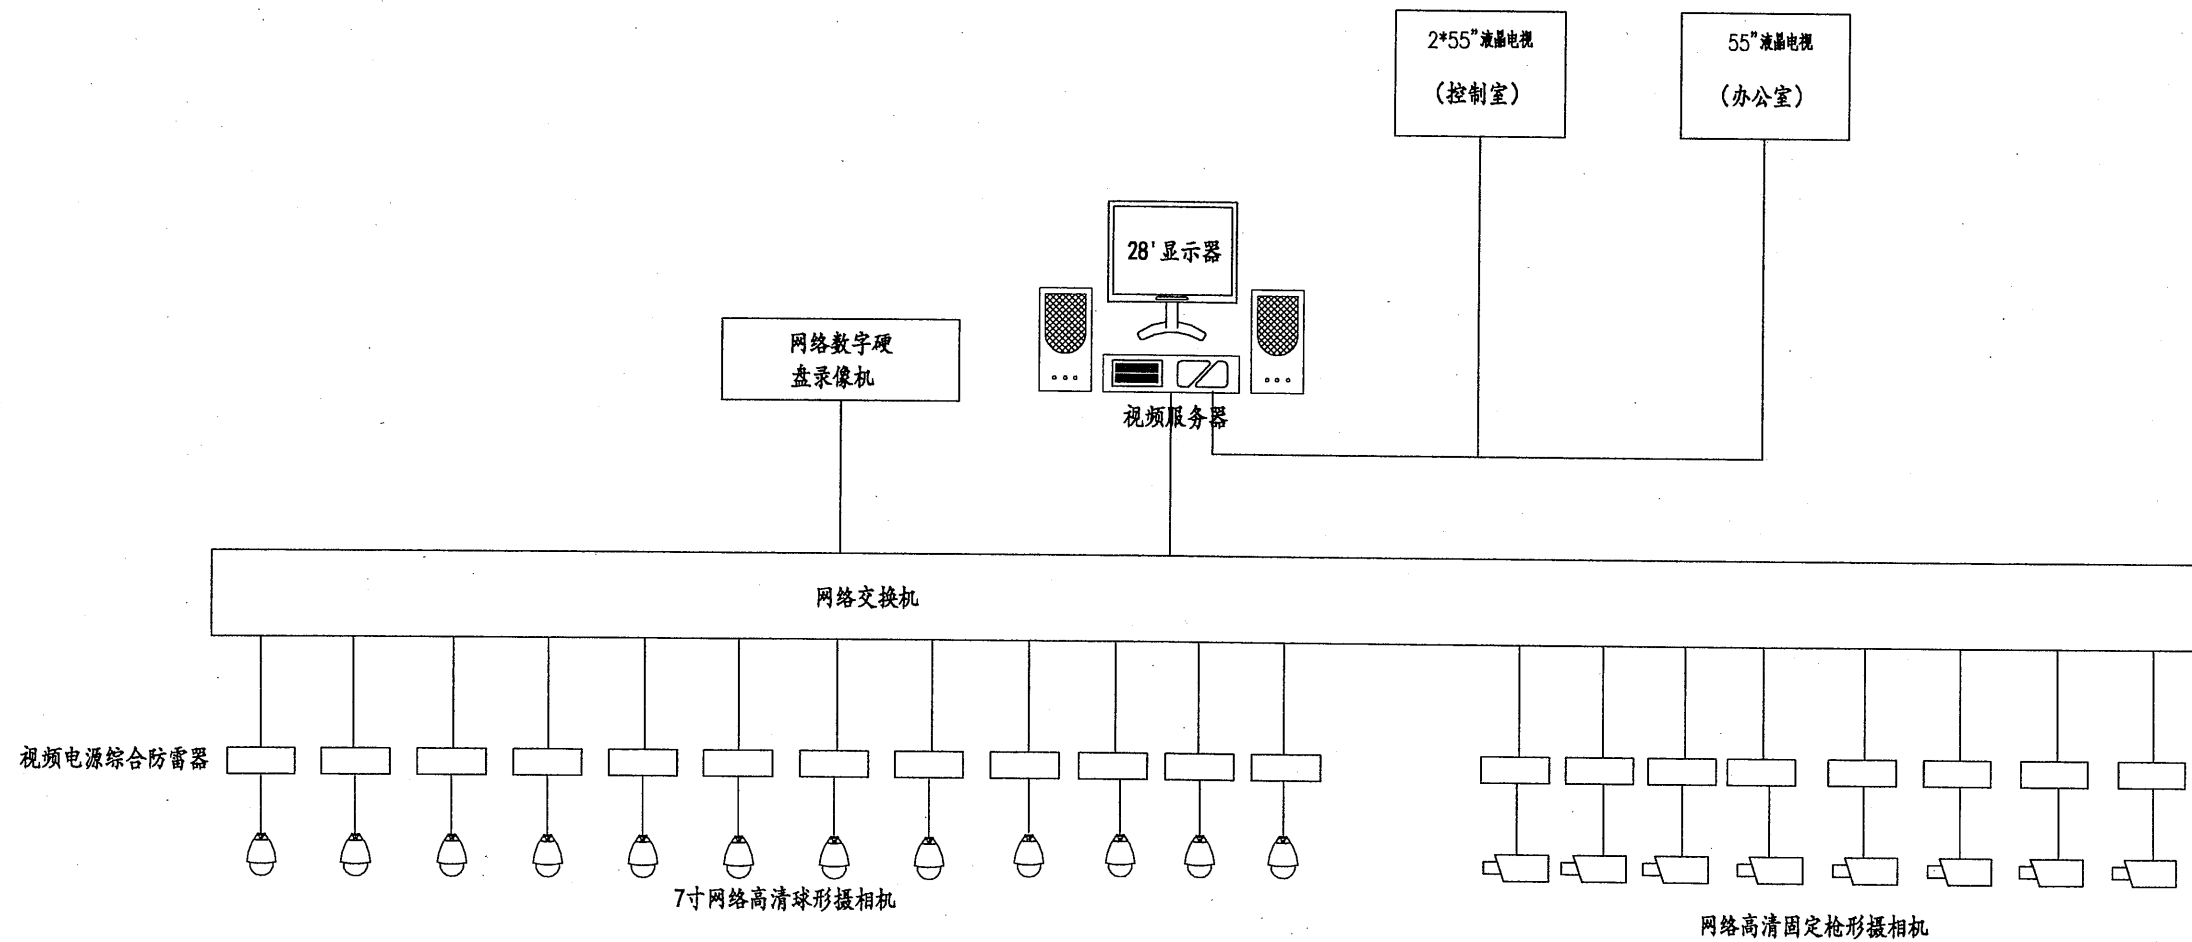 2*55"液晶电视
（控制室）
55"液晶电视
（办公室）
28'显示器
网络数字硬
盘录像机
视频服务器
网络交换机
视频电源综合防雷器
7寸网络高清球形摄相机
网络高清固定枪形摄相机